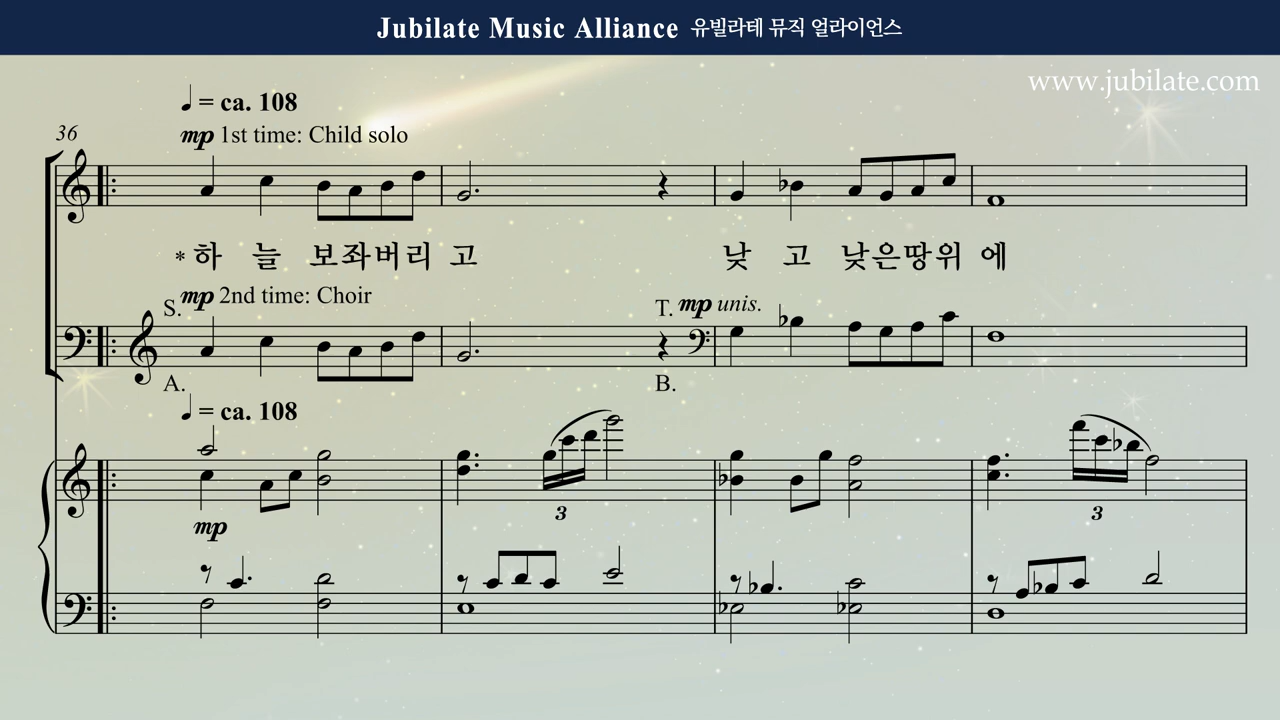 Jubilate Music Alliance 유빌라테 뮤직 얼라이언스
www.jubilate.com
♩ = ca. 108
36
mp 1st time: Child solo
*하 늘 보좌버리 고 낮 고 낮은땅위 에
mp 2nd time: Choir
S.
T. mp unis.
A.
B.
♩ = ca. 108
3
3
mp